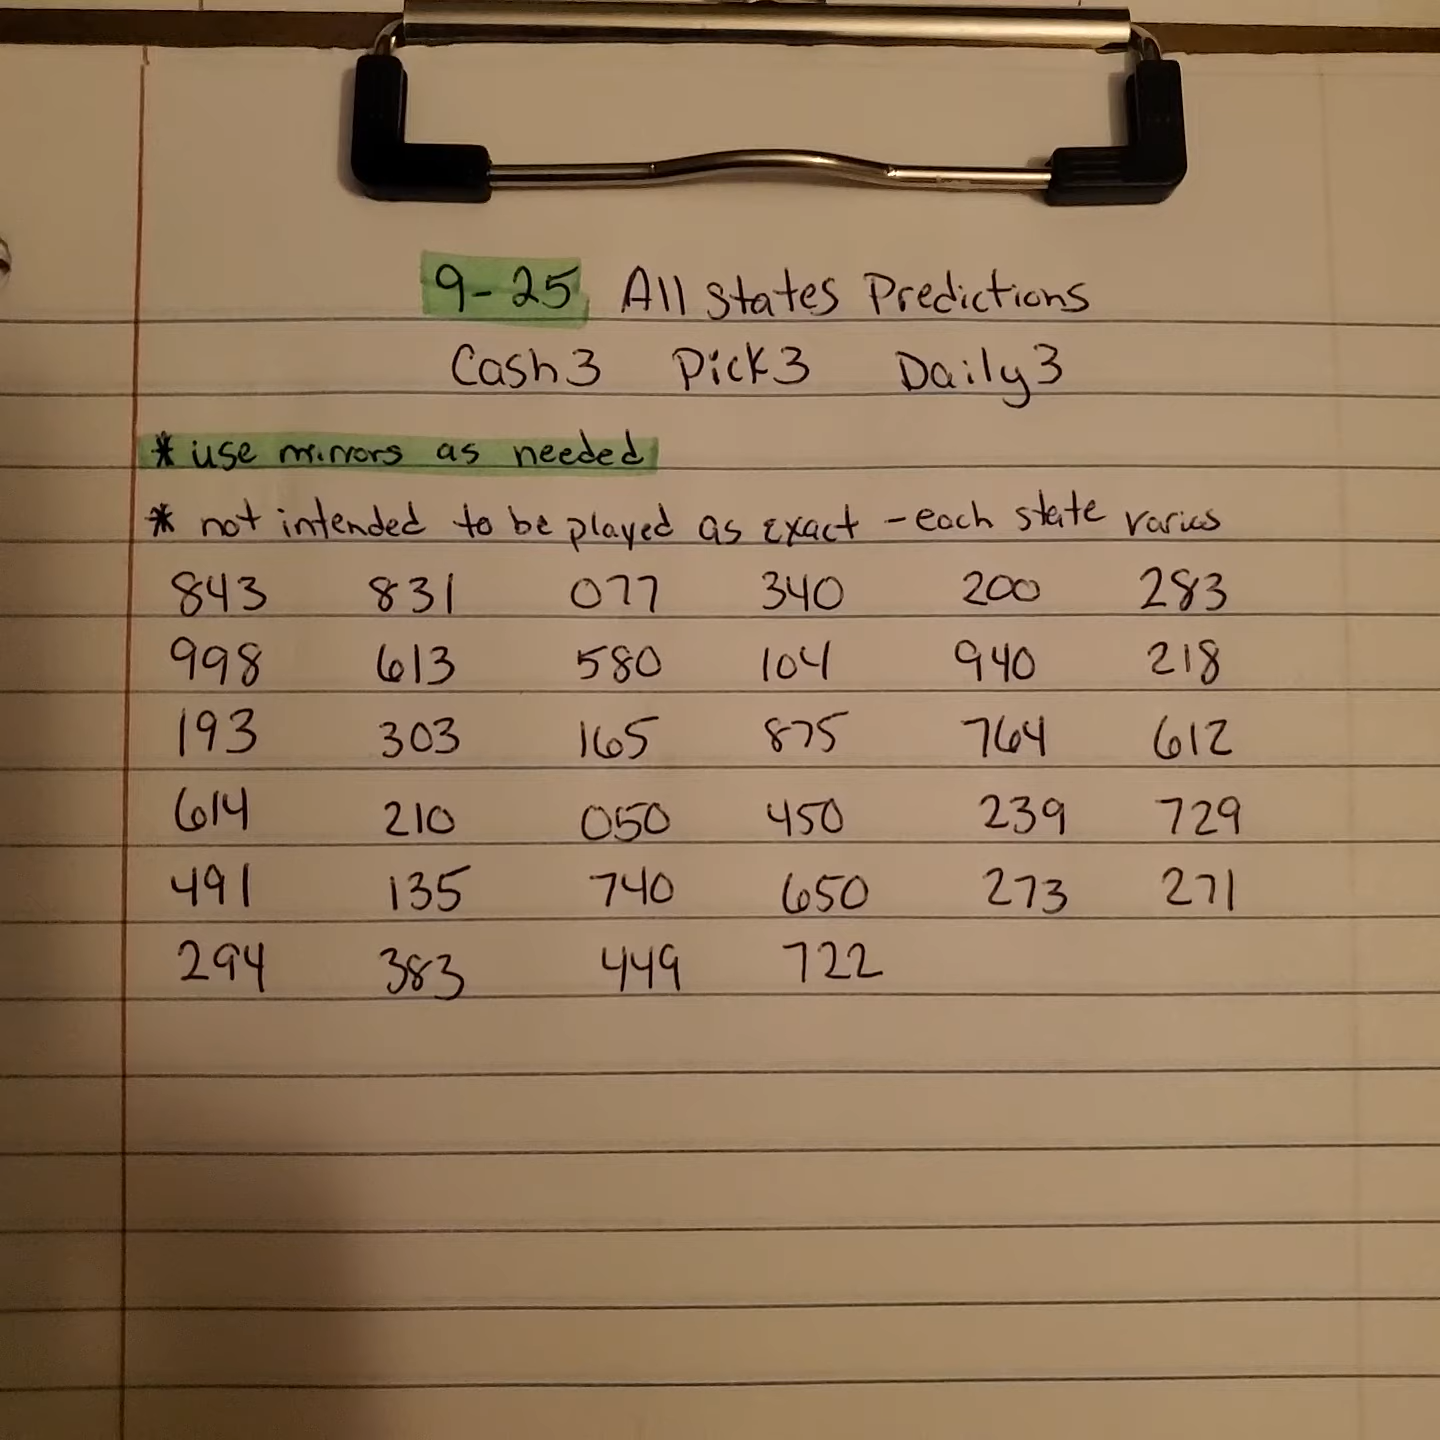 9-25 All States Predictions
Cash3 Pick3 Daily3
* use mirrors as needed
* not intended to be played as exact - each state varies
843 831 077 340 200 283
998 613 580 104 940 218
193 303 165 875 764 612
614 210 050 450 239 729
491 135 740 650 273 271
294 383 449 722